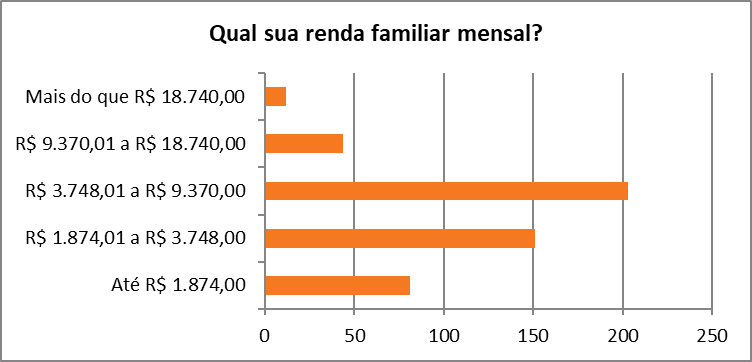 Qual sua renda familiar mensal?
Mais do que R$ 18.740,00
R$ 9.370,01 a R$ 18.740,00
R$ 3.748,01 a R$ 9.370,00
R$ 1.874,01 a R$ 3.748,00
Até R$ 1.874,00
0 50 100 150 200 250